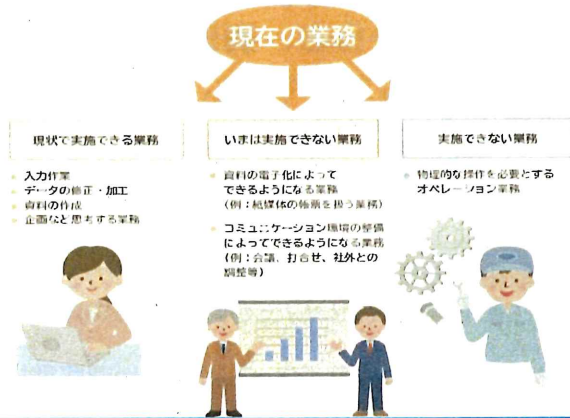 現在の業務
現状で実施できる業務
入力作業
データの修正・加工
資料の作成
企画など思考する業務
いまは実施できない業務
資料の電子化によって
できるようになる業務
(例:紙媒体の帳票を扱う業務)
コミュニケーション環境の整備
によってできるようになる業務
(例:会議、打合せ、社外との
調整等)
実施できない業務
物理的な操作を必要とする
オペレーション業務